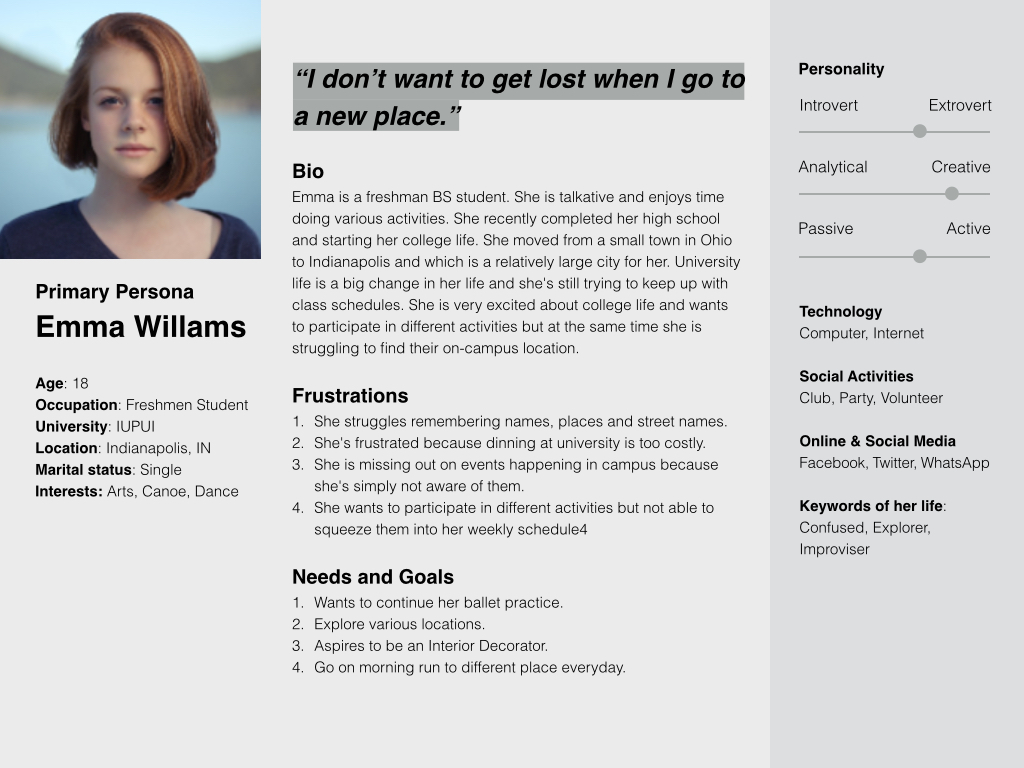 “I don’t want to get lost when I go to
a new place.”
Primary Persona
Emma Willams
Age: 18
Occupation: Freshmen Student
University: IUPUI
Location: Indianapolis, IN
Marital status: Single
Interests: Arts, Canoe, Dance
Bio
Emma is a freshman BS student. She is talkative and enjoys time
doing various activities. She recently completed her high school
and starting her college life. She moved from a small town in Ohio
to Indianapolis and which is a relatively large city for her. University
life is a big change in her life and she's still trying to keep up with
class schedules. She is very excited about college life and wants
to participate in different activities but at the same time she is
struggling to find their on-campus location.
Frustrations
1. She struggles remembering names, places and street names.
2. She's frustrated because dinning at university is too costly.
3. She is missing out on events happening in campus because
she's simply not aware of them.
4. She wants to participate in different activities but not able to
squeeze them into her weekly schedule4
Needs and Goals
1. Wants to continue her ballet practice.
2. Explore various locations.
3. Aspires to be an Interior Decorator.
4. Go on morning run to different place everyday.
Personality
Introvert Extrovert
Analytical Creative
Passive Active
Technology
Computer, Internet
Social Activities
Club, Party, Volunteer
Online & Social Media
Facebook, Twitter, WhatsApp
Keywords of her life:
Confused, Explorer,
Improviser